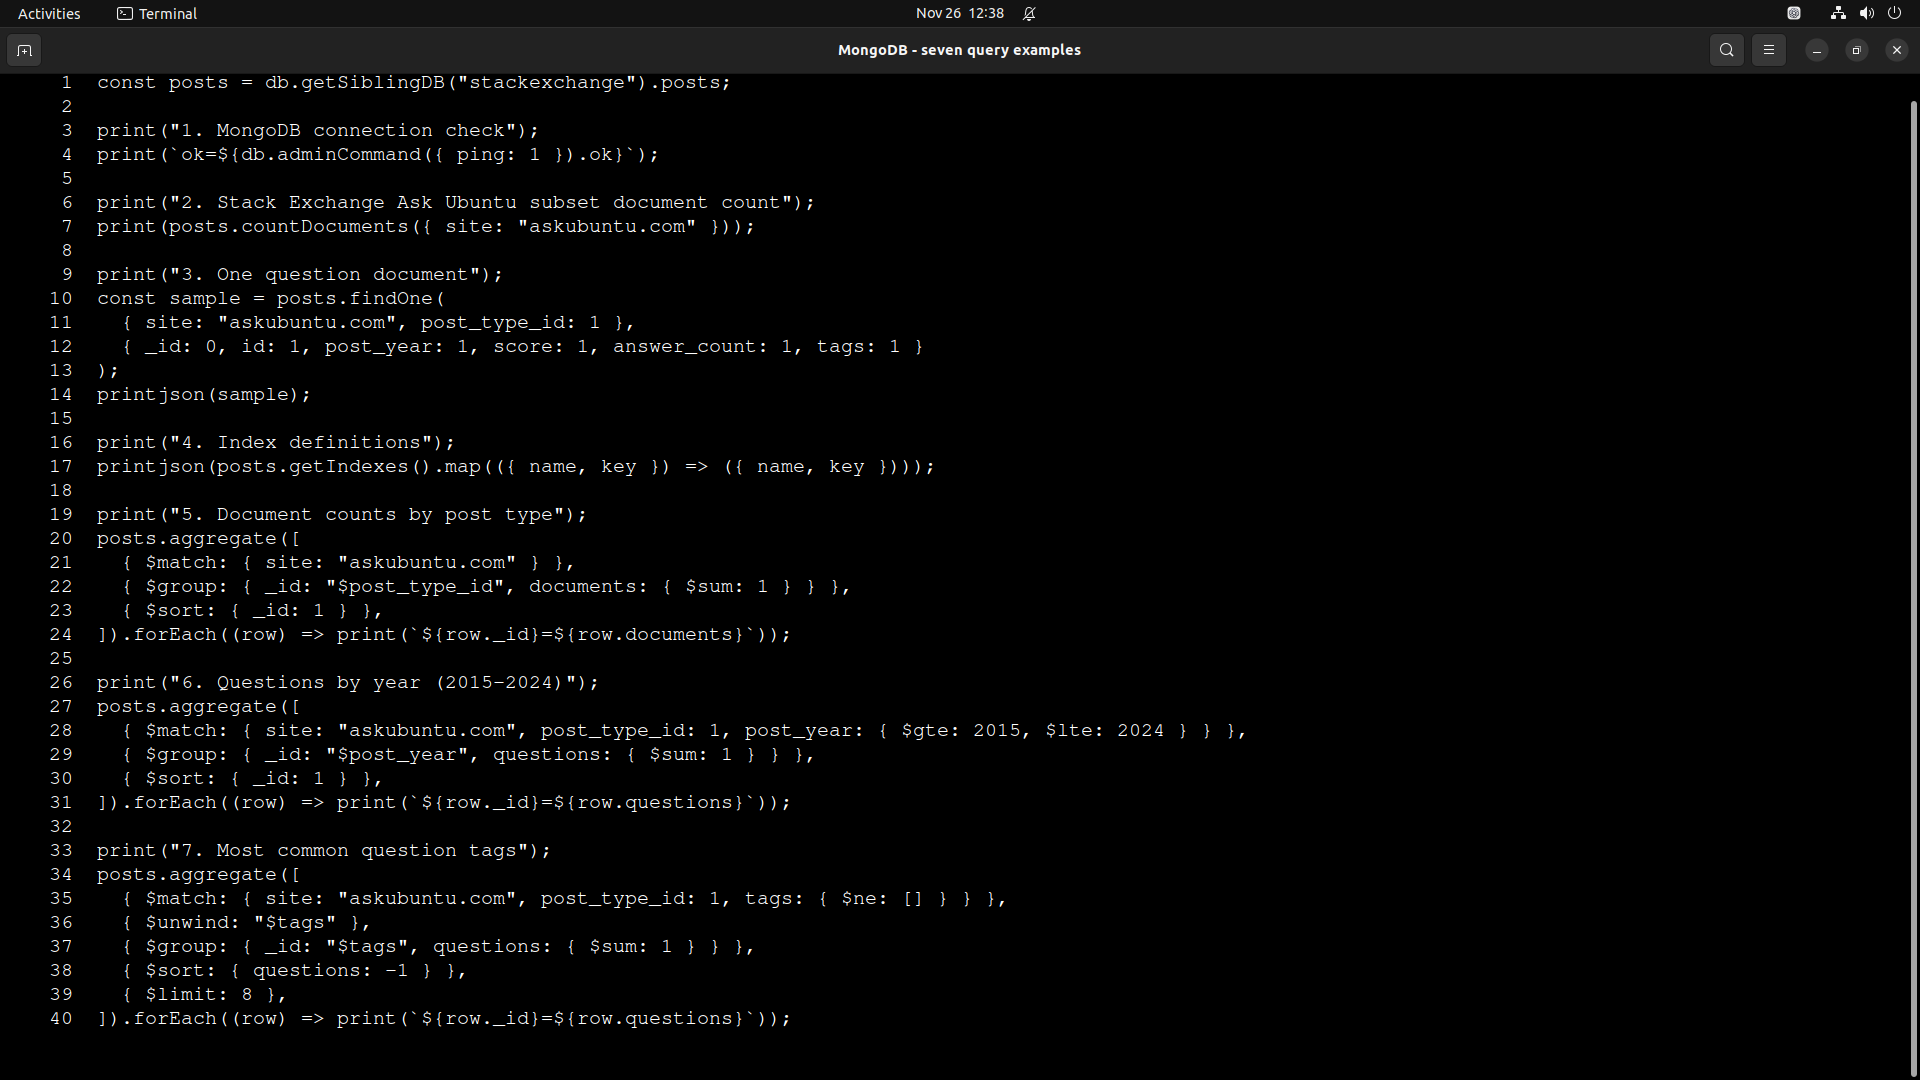 Activities Terminal Nov 26 12:38
MongoDB - seven query examples
1 const posts = db.getSiblingDB("stackexchange").posts;
2
3 print("1. MongoDB connection check");
4 print(`ok=${db.adminCommand({ ping: 1 }).ok}`);
5
6 print("2. Stack Exchange Ask Ubuntu subset document count");
7 print(posts.countDocuments({ site: "askubuntu.com" }));
8
9 print("3. One question document");
10 const sample = posts.findOne(
11   { site: "askubuntu.com", post_type_id: 1 },
12   { _id: 0, id: 1, post_year: 1, score: 1, answer_count: 1, tags: 1 }
13 );
14 printjson(sample);
15
16 print("4. Index definitions");
17 printjson(posts.getIndexes().map(({ name, key }) => ({ name, key })));
18
19 print("5. Document counts by post type");
20 posts.aggregate([
21   { $match: { site: "askubuntu.com" } },
22   { $group: { _id: "$post_type_id", documents: { $sum: 1 } } },
23   { $sort: { _id: 1 } },
24 ]).forEach((row) => print(`${row._id}=${row.documents}`));
25
26 print("6. Questions by year (2015-2024)");
27 posts.aggregate([
28   { $match: { site: "askubuntu.com", post_type_id: 1, post_year: { $gte: 2015, $lte: 2024 } } },
29   { $group: { _id: "$post_year", questions: { $sum: 1 } } },
30   { $sort: { _id: 1 } },
31 ]).forEach((row) => print(`${row._id}=${row.questions}`));
32
33 print("7. Most common question tags");
34 posts.aggregate([
35   { $match: { site: "askubuntu.com", post_type_id: 1, tags: { $ne: [] } } },
36   { $unwind: "$tags" },
37   { $group: { _id: "$tags", questions: { $sum: 1 } } },
38   { $sort: { questions: -1 } },
39   { $limit: 8 },
40 ]).forEach((row) => print(`${row._id}=${row.questions}`));